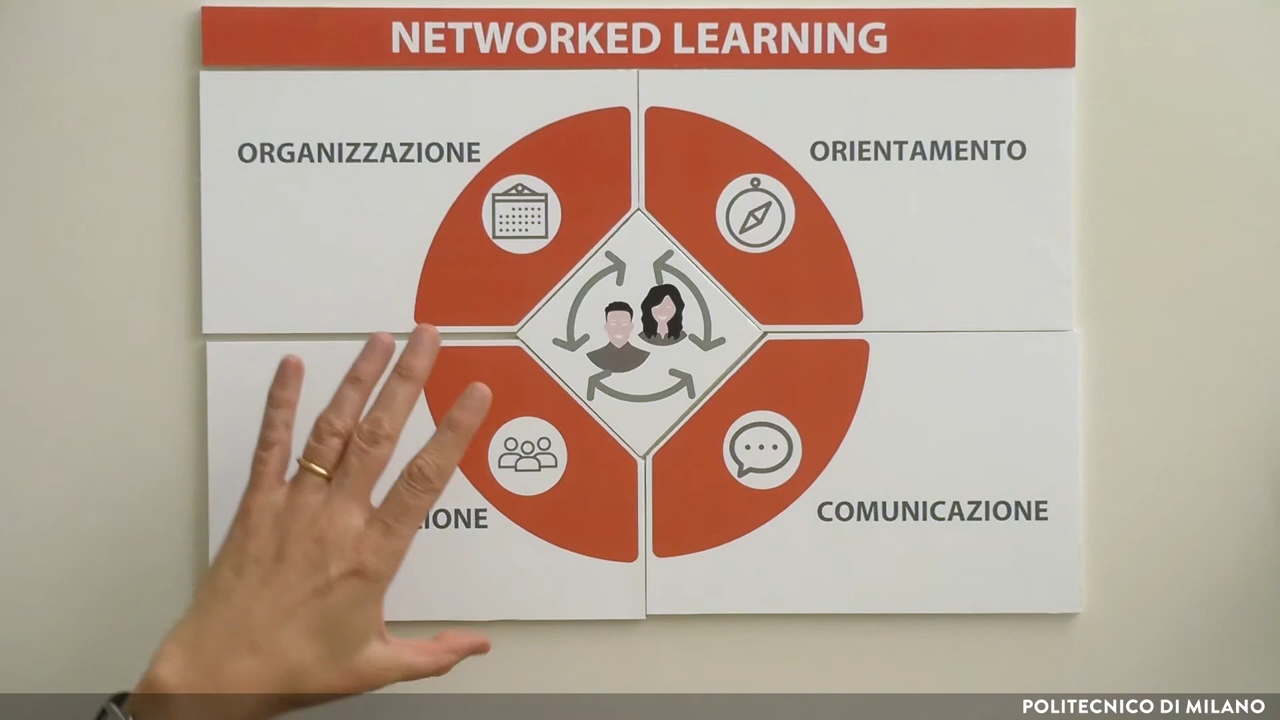 NETWORKED LEARNING
ORGANIZZAZIONE
ORIENTAMENTO
COMUNICAZIONE
POLITECNICO DI MILANO